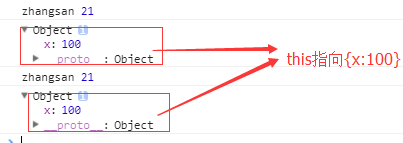 zhangsan 21
▼Object i
x: 100
▶ __proto__: Object
this指向{x:100}
zhangsan 21
▼Object i
x: 100
▶ __proto__: Object